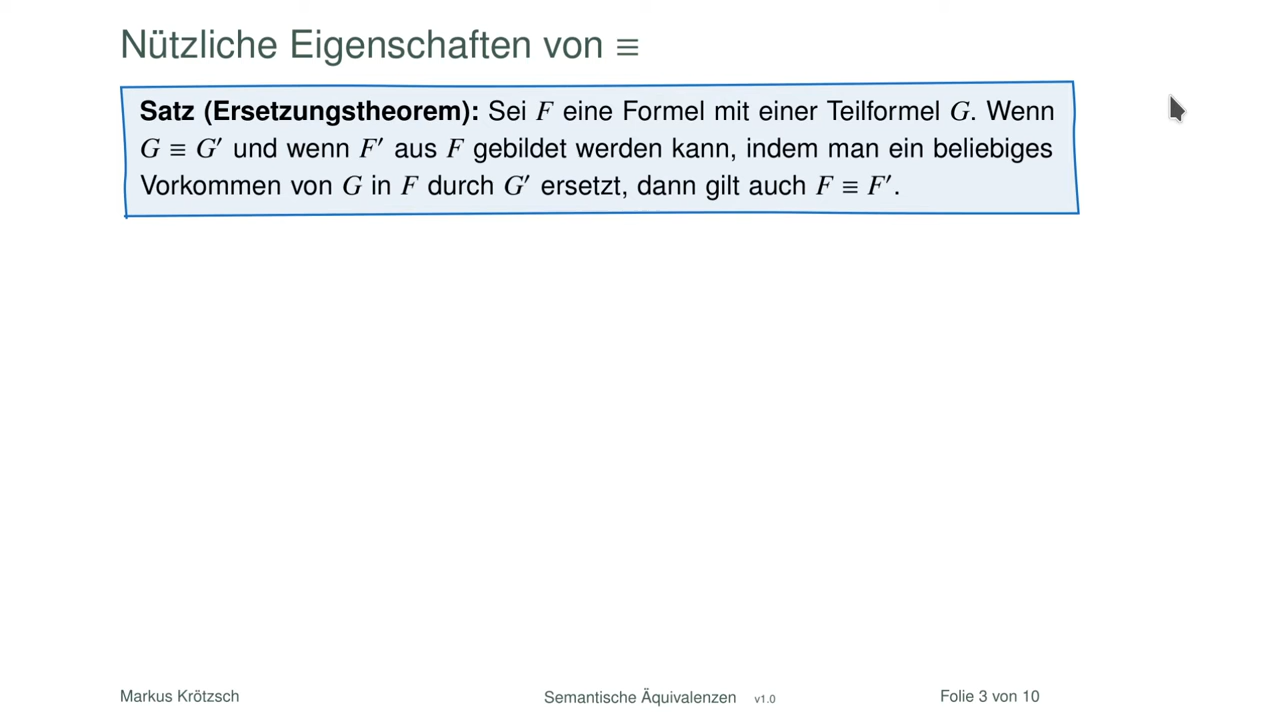 Nützliche Eigenschaften von ≡
Satz (Ersetzungstheorem): Sei F eine Formel mit einer Teilformel G. Wenn
G ≡ G′ und wenn F′ aus F gebildet werden kann, indem man ein beliebiges
Vorkommen von G in F durch G′ ersetzt, dann gilt auch F ≡ F′.
Markus Krötzsch
Semantische Äquivalenzen v1.0
Folie 3 von 10